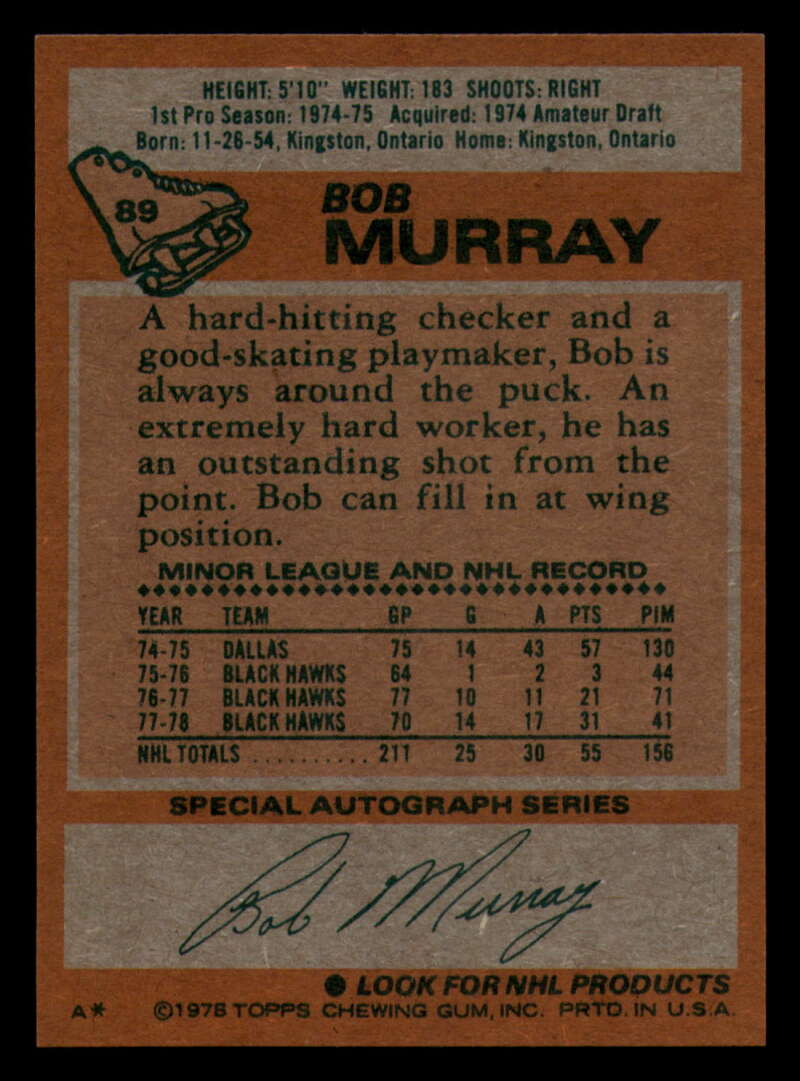 HEIGHT: 5'10" WEIGHT: 183 SHOOTS: RIGHT
1st Pro Season: 1974-75 Acquired: 1974 Amateur Draft
Born: 11-26-54, Kingston, Ontario Home: Kingston, Ontario
89
BOB
MURRAY
A hard-hitting checker and a
good-skating playmaker, Bob is
always around the puck. An
extremely hard worker, he has
an outstanding shot from the
point. Bob can fill in at wing
position.
MINOR LEAGUE AND NHL RECORD
YEAR TEAM GP G A PTS PIM
74-75 DALLAS 75 14 43 57 130
75-76 BLACK HAWKS 64 1 2 3 44
76-77 BLACK HAWKS 77 10 11 21 71
77-78 BLACK HAWKS 70 14 17 31 41
NHL TOTALS .......... 211 25 30 55 156
SPECIAL AUTOGRAPH SERIES
Bob Murray
● LOOK FOR NHL PRODUCTS
A* ©1978 TOPPS CHEWING GUM, INC. PRTD. IN U.S.A.